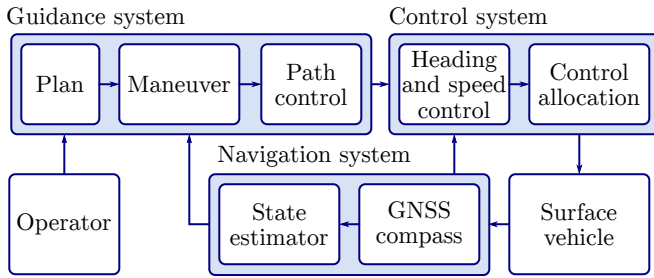 Guidance system
Control system
Plan
Maneuver
Path
control
Heading
and speed
control
Control
allocation
Navigation system
Operator
State
estimator
GNSS
compass
Surface
vehicle